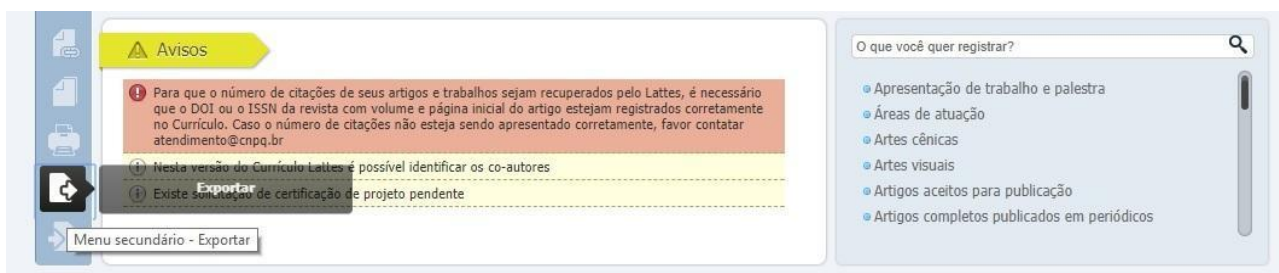 Avisos
Para que o número de citações de seus artigos e trabalhos sejam recuperados pelo Lattes, é necessário
que o DOI ou o ISSN da revista com volume e página inicial do artigo estejam registrados corretamente
no Currículo. Caso o número de citações não esteja sendo apresentado corretamente, favor contatar
atendimento@cnpq.br
Nesta versão do Currículo Lattes é possível identificar os co-autores
Existe solicitação de certificação de projeto pendente
Exportar
Menu secundário - Exportar
O que você quer registrar?
Apresentação de trabalho e palestra
Áreas de atuação
Artes cênicas
Artes visuais
Artigos aceitos para publicação
Artigos completos publicados em periódicos